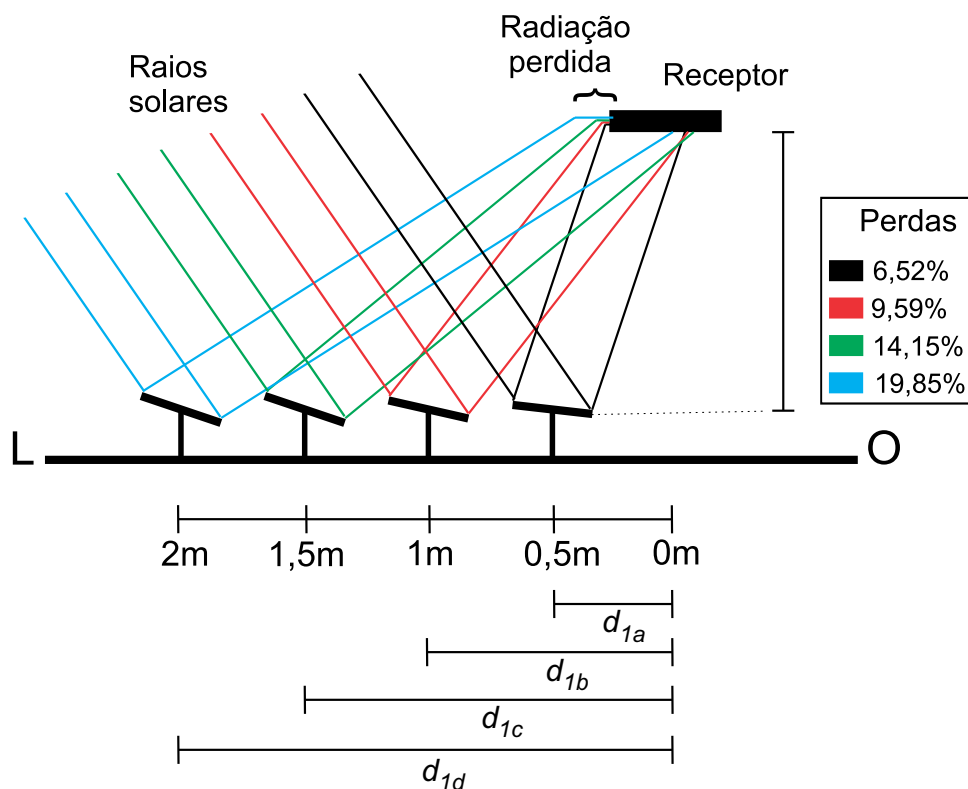 Raios
solares
Radiação
perdida
Receptor
Perdas
6,52%
9,59%
14,15%
19,85%
L
O
2m
1,5m
1m
0,5m
0m
d1a
d1b
d1c
d1d